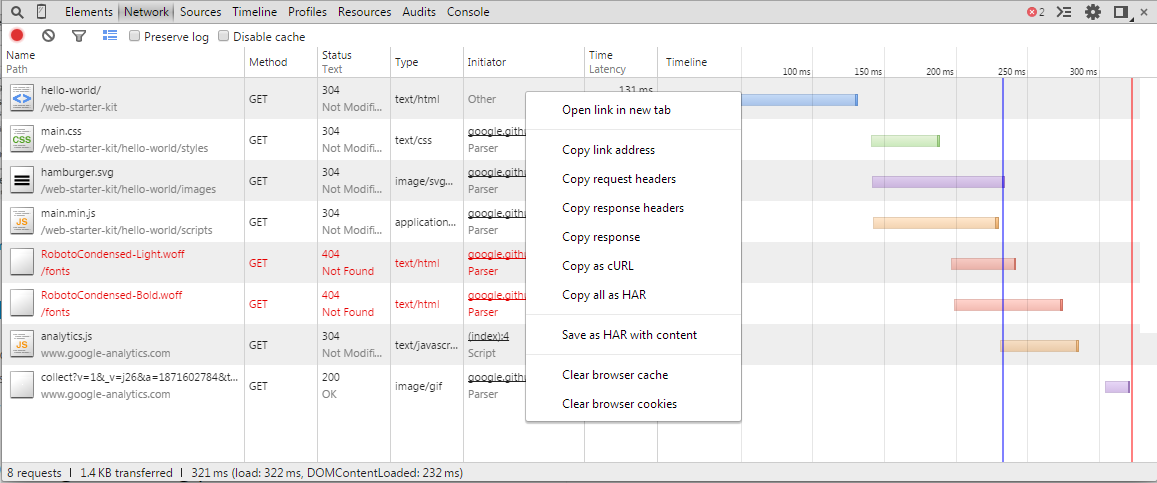 Elements Network Sources Timeline Profiles Resources Audits Console 2
Preserve log Disable cache
Name Path Method Status Text Type Initiator Time Latency Timeline
100 ms 150 ms 200 ms 250 ms 300 ms
hello-world/ 304 131 ms
GET text/html Other
/web-starter-kit Not Modifi...
main.css 304 google.githu
GET text/css
/web-starter-kit/hello-world/styles Not Modifi... Parser
hamburger.svg 304 google.githu
GET image/svg...
/web-starter-kit/hello-world/images Not Modifi... Parser
main.min.js 304 google.githu
GET application...
/web-starter-kit/hello-world/scripts Not Modifi... Parser
RobotoCondensed-Light.woff 404 google.githu
GET text/html
/fonts Not Found Parser
RobotoCondensed-Bold.woff 404 google.githu
GET text/html
/fonts Not Found Parser
analytics.js 304 (index):4
GET text/javascr...
www.google-analytics.com Not Modifi... Script
collect?v=1&_v=j26&a=1871602784&t... 200 google.githu
GET image/gif
www.google-analytics.com OK Parser
Open link in new tab
Copy link address
Copy request headers
Copy response headers
Copy response
Copy as cURL
Copy all as HAR
Save as HAR with content
Clear browser cache
Clear browser cookies
8 requests | 1.4 KB transferred | 321 ms (load: 322 ms, DOMContentLoaded: 232 ms)